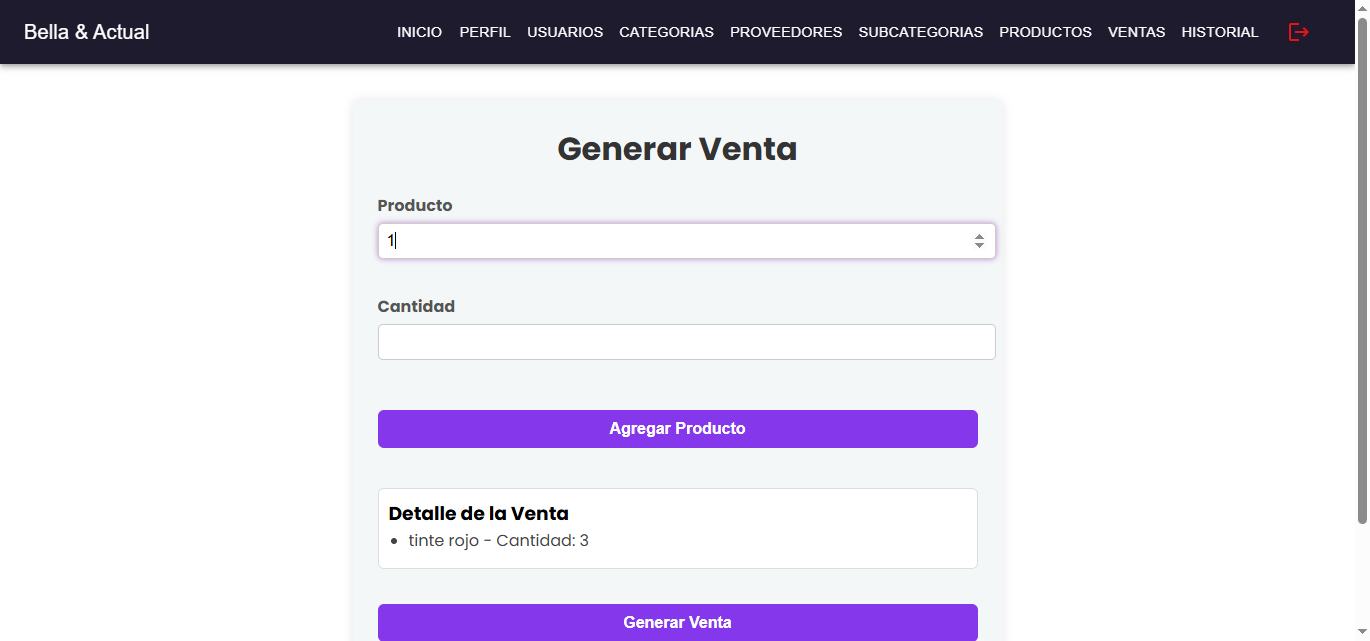 Bella & Actual
INICIO PERFIL USUARIOS CATEGORIAS PROVEEDORES SUBCATEGORIAS PRODUCTOS VENTAS HISTORIAL
Generar Venta
Producto
1
Cantidad
Agregar Producto
Detalle de la Venta
• tinte rojo - Cantidad: 3
Generar Venta